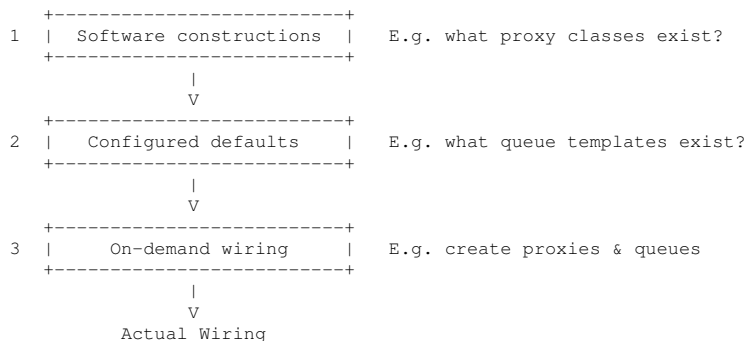 1 | Software constructions | E.g. what proxy classes exist?
2 | Configured defaults | E.g. what queue templates exist?
3 | On-demand wiring | E.g. create proxies & queues
Actual Wiring